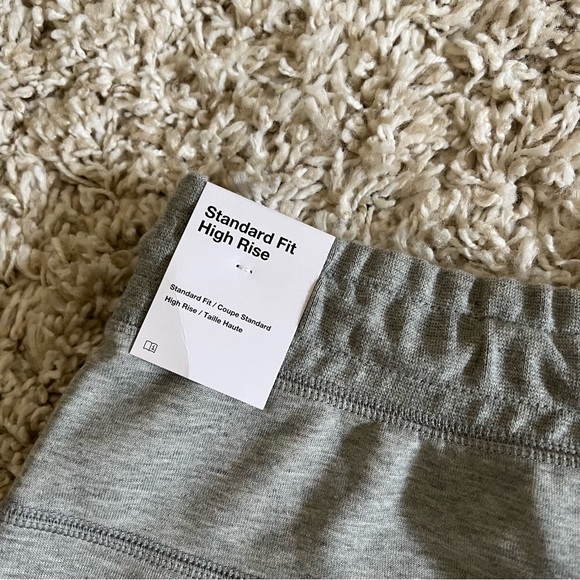 Standard Fit
High Rise
Standard Fit / Coupe Standard
High Rise / Taille Haute